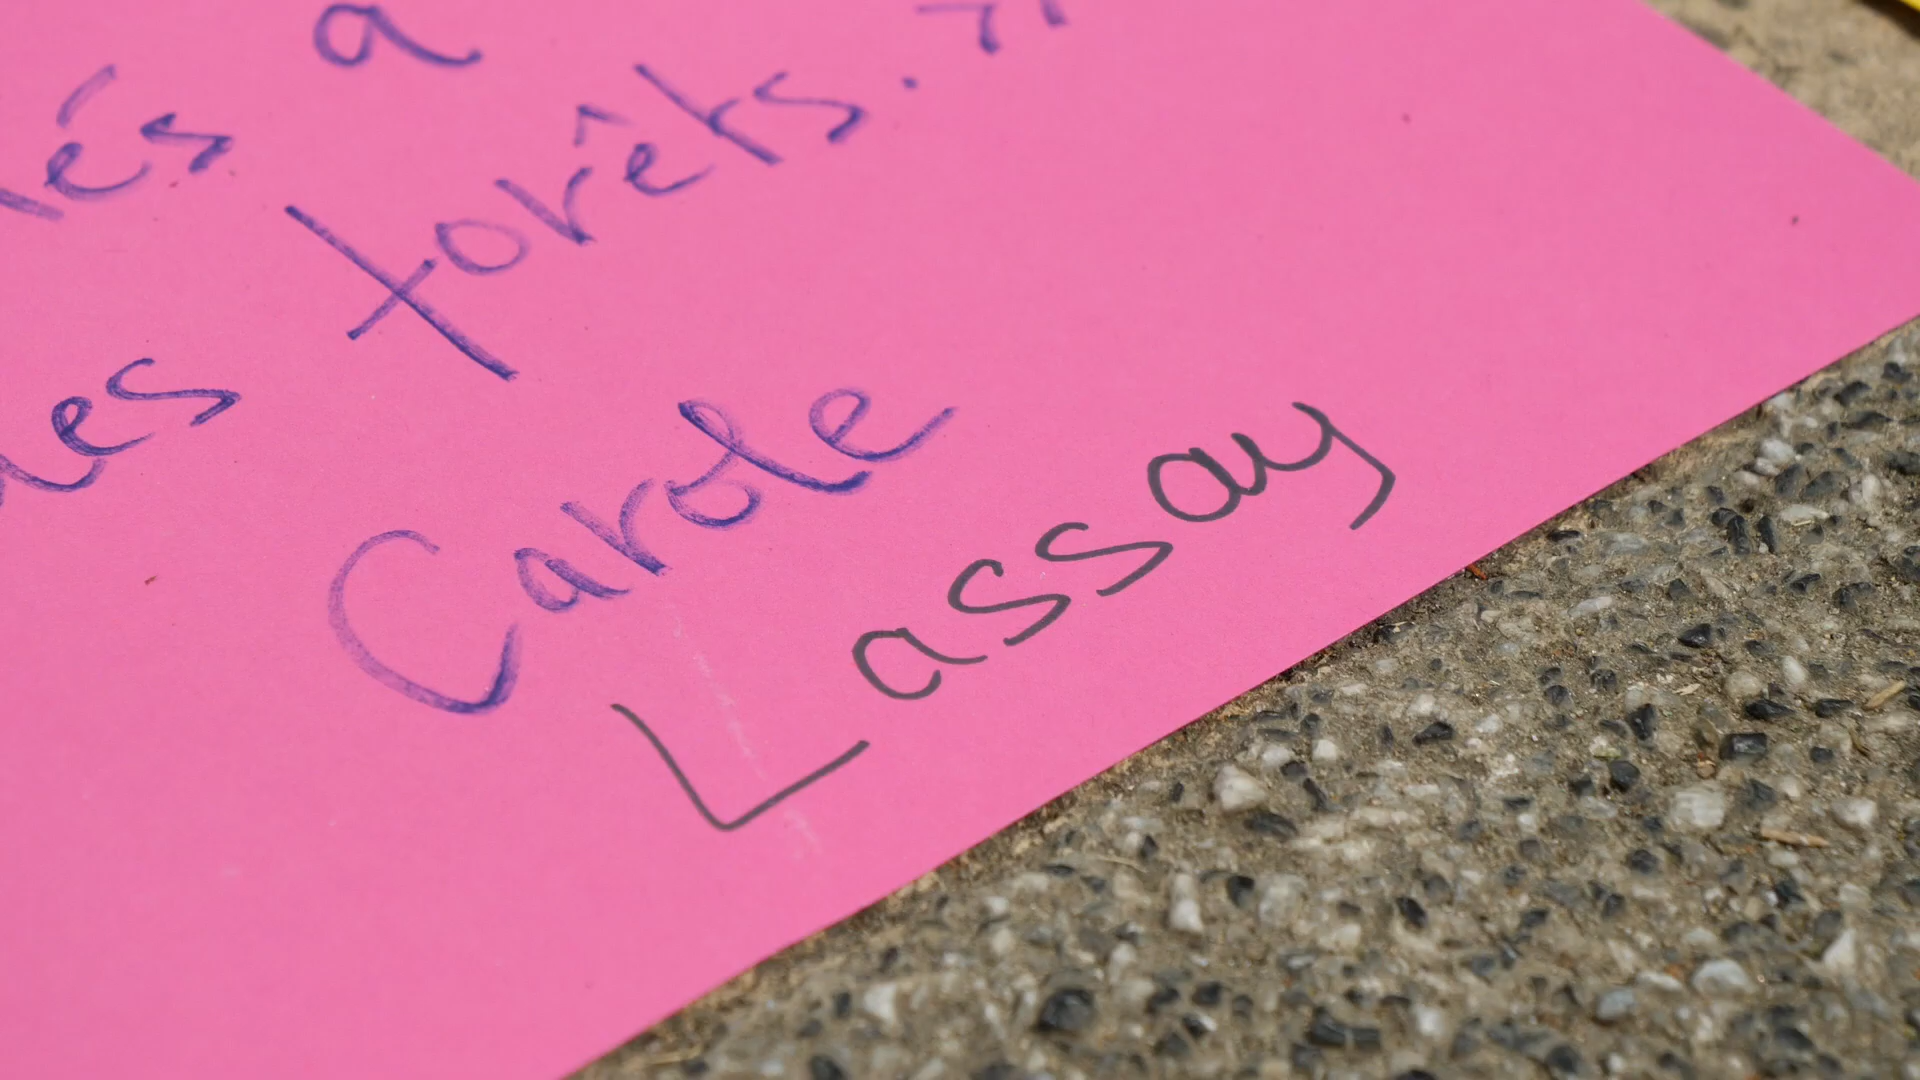 és a
des forêts. »
Carole
Lassay